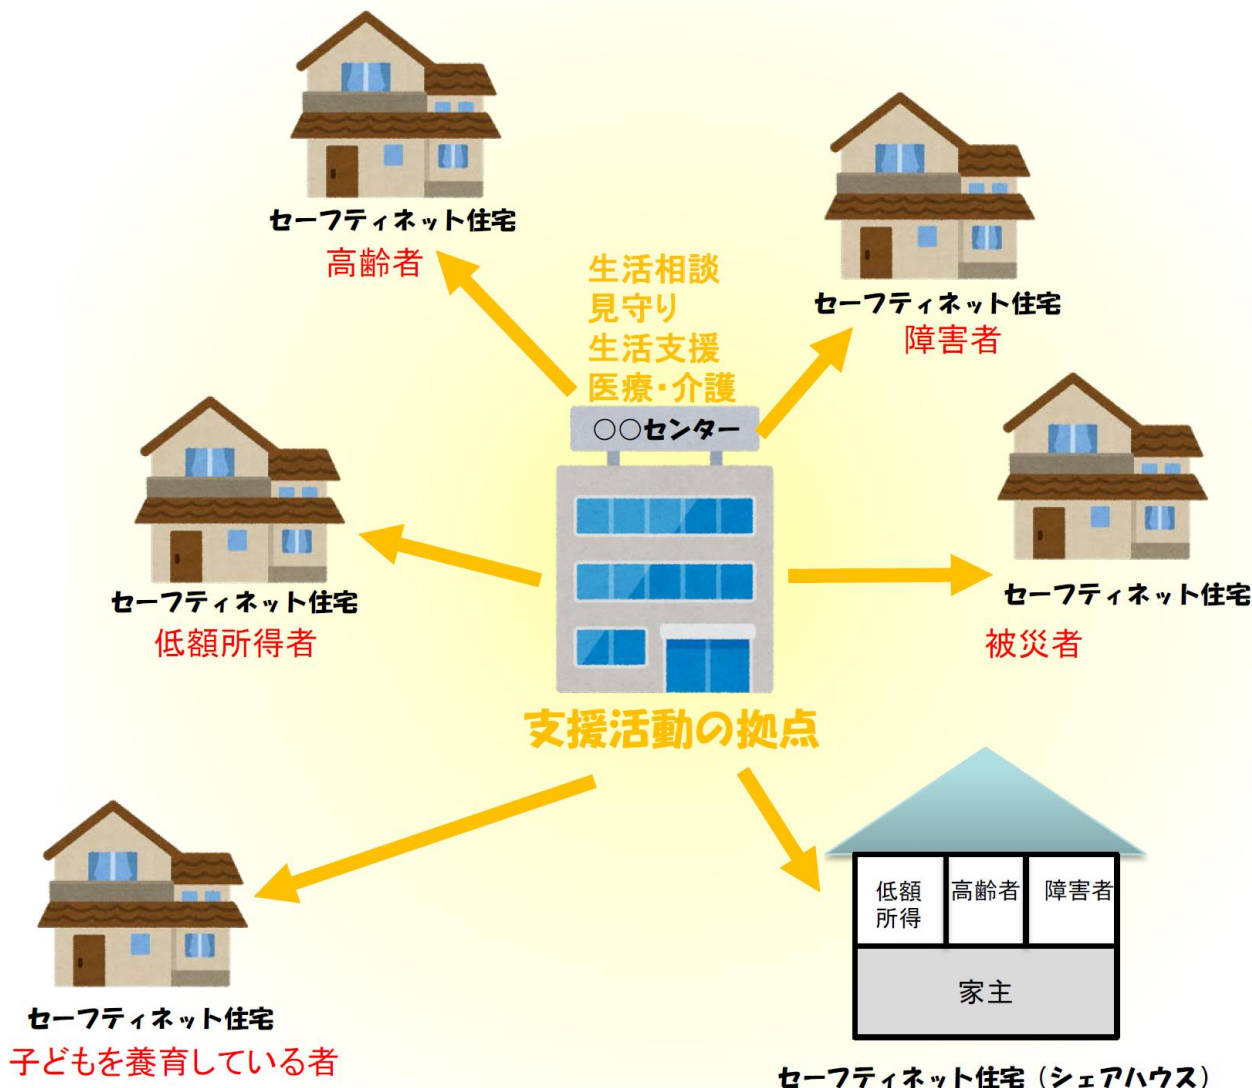 セーフティネット住宅
高齢者
生活相談
見守り
生活支援
医療・介護
セーフティネット住宅
障害者
○○センター
セーフティネット住宅
低額所得者
セーフティネット住宅
被災者
支援活動の拠点
セーフティネット住宅
子どもを養育している者
低額
所得
高齢者
障害者
家主
セーフティネット住宅（シェアハウス）